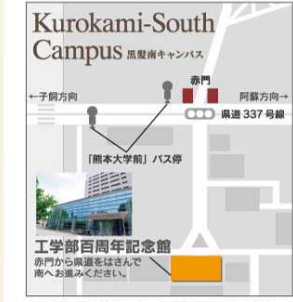 Kurokami-South
Campus 黒髪南キャンパス
赤門
←子飼方向
阿蘇方向→
県道 337 号線
「熊本大学前」バス停
工学部百周年記念館
赤門から県道をはさんで
南へお進みください。